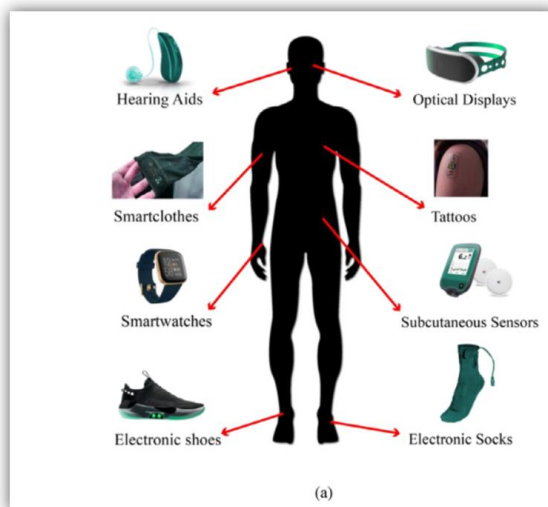 Hearing Aids
Optical Displays
Smartclothes
Tattoos
Smartwatches
Subcutaneous Sensors
Electronic shoes
Electronic Socks
(a)